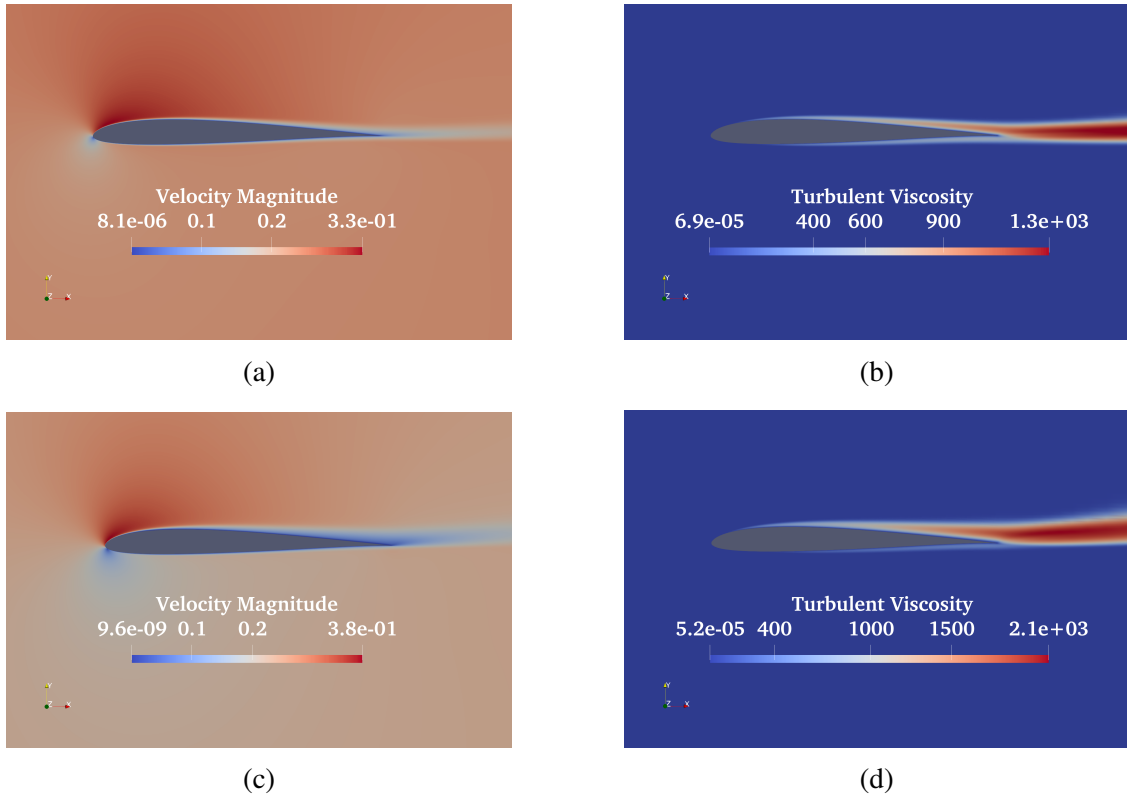 Velocity Magnitude
8.1e-06 0.1 0.2 3.3e-01
Y
Z X
(a)
Turbulent Viscosity
6.9e-05 400 600 900 1.3e+03
Y
Z X
(b)
Velocity Magnitude
9.6e-09 0.1 0.2 3.8e-01
Y
Z X
(c)
Turbulent Viscosity
5.2e-05 400 1000 1500 2.1e+03
Y
Z X
(d)